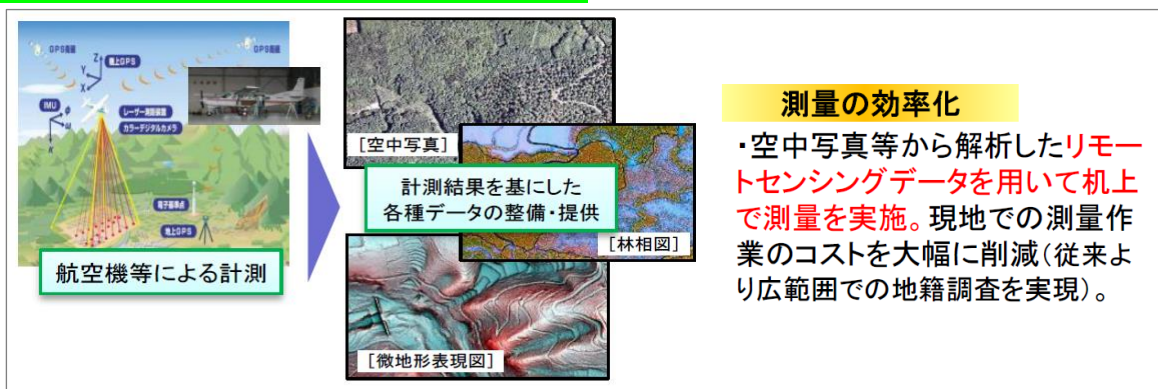 GPS衛星
GPS衛星
機上GPS
Z
Y
X
IMU
φ
ω
κ
レーザー測距装置
カラーデジタルカメラ
電子基準点
地上GPS
航空機等による計測
[空中写真]
計測結果を基にした
各種データの整備・提供
[林相図]
[微地形表現図]
測量の効率化
・空中写真等から解析したリモー
トセンシングデータを用いて机上
で測量を実施。現地での測量作
業のコストを大幅に削減(従来よ
り広範囲での地籍調査を実現)。